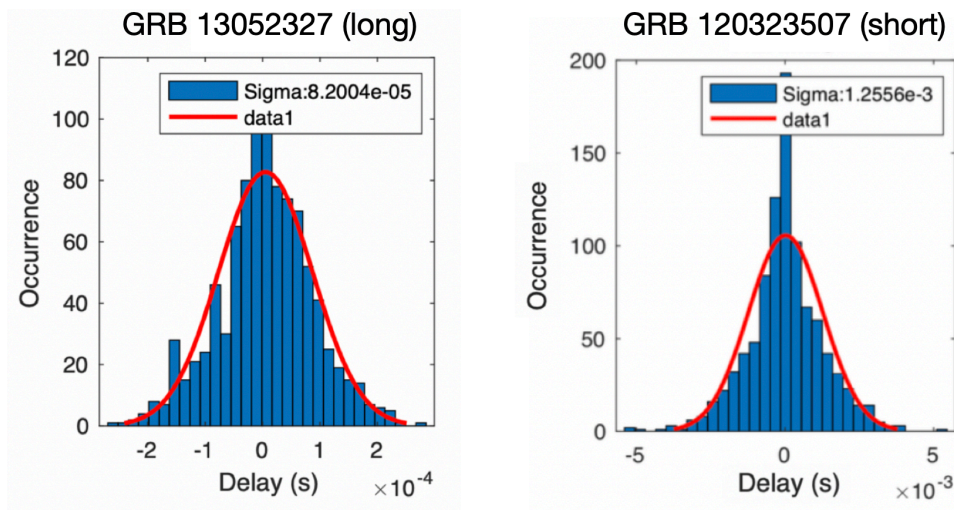 GRB 13052327 (long)
120
100
80
60
40
20
0
Occurrence
Sigma:8.2004e-05
data1
-2
-1
0
1
2
Delay (s)
×10-4
GRB 120323507 (short)
200
150
100
50
0
Occurrence
Sigma:1.2556e-3
data1
-5
0
5
Delay (s)
×10-3